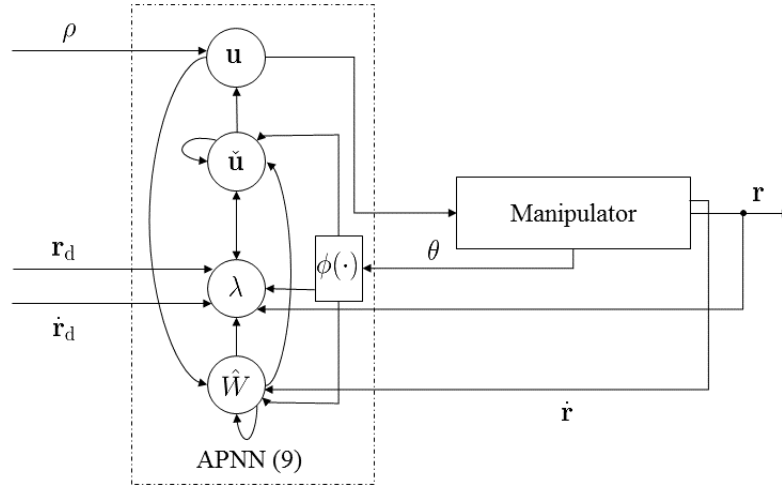 ρ
u
ǔ
Manipulator
r
r_d
θ
ϕ(·)
λ
ṙ_d
Ŵ
ṙ
APNN (9)